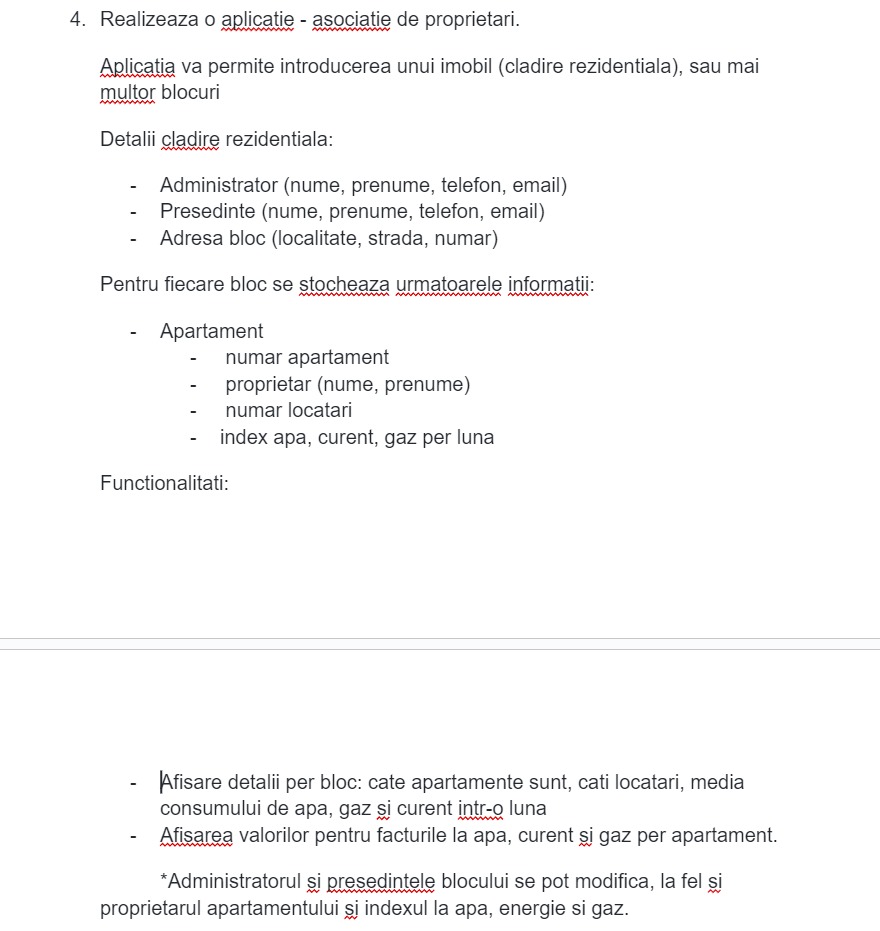 4. Realizeaza o aplicatie - asociatie de proprietari.
Aplicatia va permite introducerea unui imobil (cladire rezidentiala), sau mai
multor blocuri
Detalii cladire rezidentiala:
- Administrator (nume, prenume, telefon, email)
- Presedinte (nume, prenume, telefon, email)
- Adresa bloc (localitate, strada, numar)
Pentru fiecare bloc se stocheaza urmatoarele informatii:
- Apartament
- numar apartament
- proprietar (nume, prenume)
- numar locatari
- index apa, curent, gaz per luna
Functionalitati:
- Afisare detalii per bloc: cate apartamente sunt, cati locatari, media
consumului de apa, gaz și curent intr-o luna
- Afisarea valorilor pentru facturile la apa, curent și gaz per apartament.
*Administratorul și presedintele blocului se pot modifica, la fel și
proprietarul apartamentului și indexul la apa, energie si gaz.